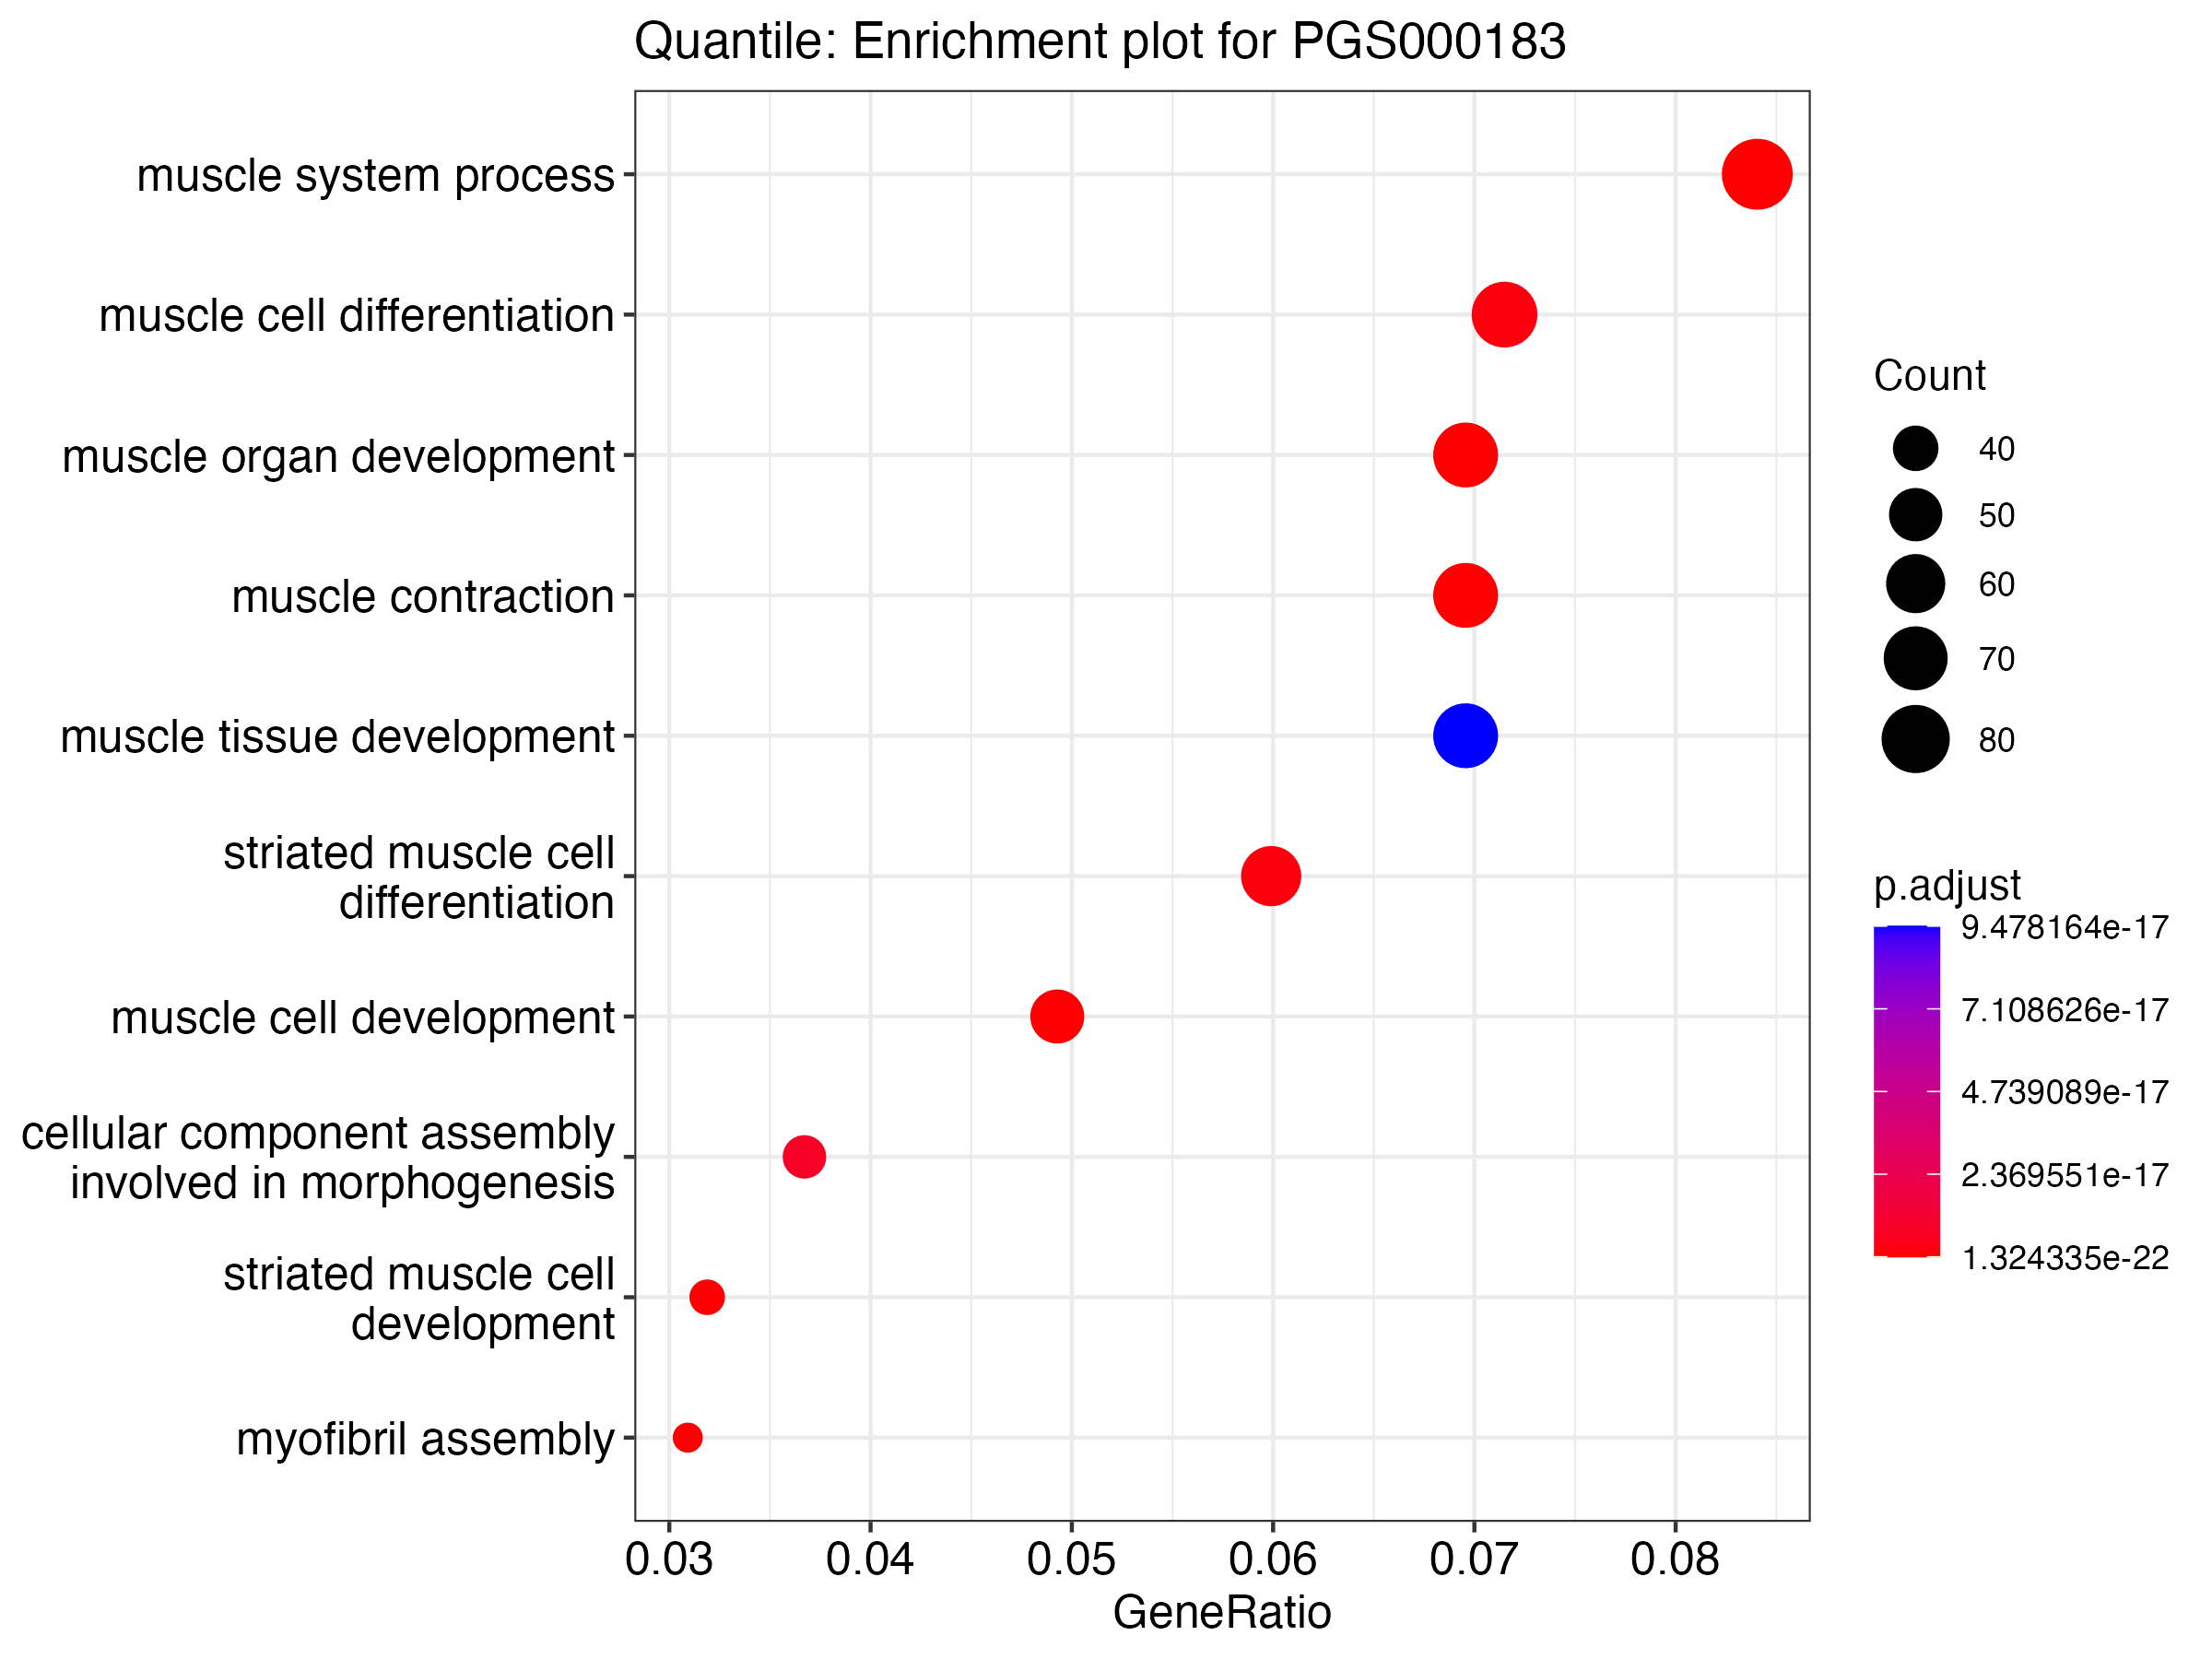 Quantile: Enrichment plot for PGS000183
muscle system process
muscle cell differentiation
muscle organ development
muscle contraction
muscle tissue development
striated muscle cell
differentiation
muscle cell development
cellular component assembly
involved in morphogenesis
striated muscle cell
development
myofibril assembly
0.03 0.04 0.05 0.06 0.07 0.08
GeneRatio
Count
40
50
60
70
80
p.adjust
9.478164e-17
7.108626e-17
4.739089e-17
2.369551e-17
1.324335e-22